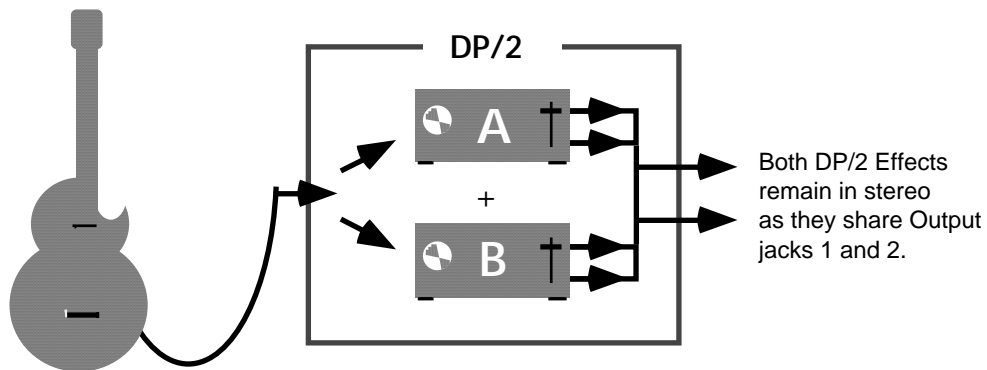 DP/2
A
+
B
Both DP/2 Effects
remain in stereo
as they share Output
jacks 1 and 2.